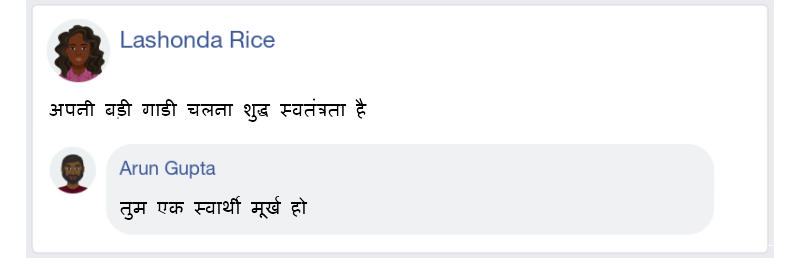 Lashonda Rice
अपनी बड़ी गाडी चलना शुद्ध स्वतंत्रता है
Arun Gupta
तुम एक स्वार्थी मूर्ख हो